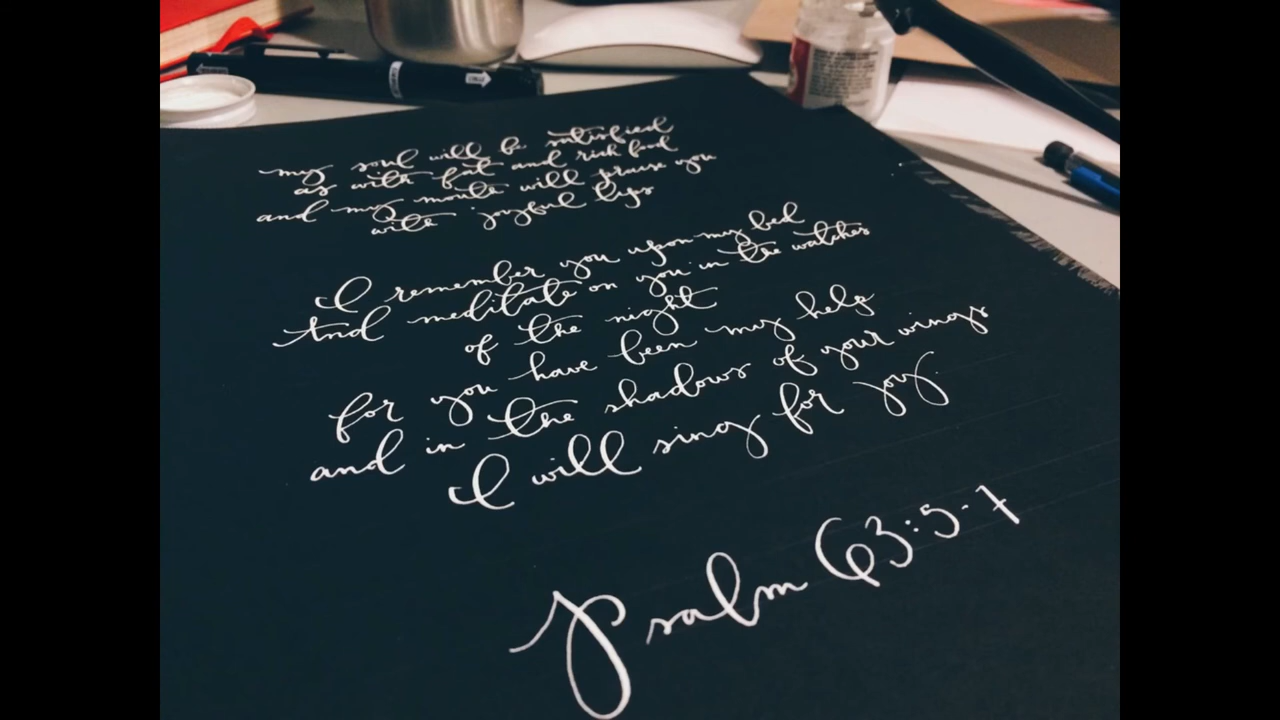 my soul will be satisfied
as with fat and rich food
and my mouth will praise you
with joyful lips
I remember you upon my bed
And meditate on you in the watches
of the night
for you have been my help
and in the shadows of your wings
I will sing for joy.
Psalm 63:5-7